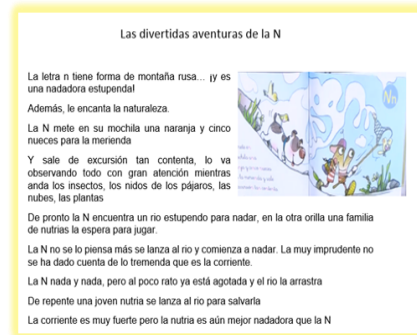 Las divertidas aventuras de la N
La letra n tiene forma de montaña rusa... ¡y es
una nadadora estupenda!
Además, le encanta la naturaleza.
La N mete en su mochila una naranja y cinco
nueces para la merienda
Y sale de excursión tan contenta, lo va
observando todo con gran atención mientras
anda los insectos, los nidos de los pájaros, las
nubes, las plantas
Nn
De pronto la N encuentra un rio estupendo para nadar, en la otra orilla una familia
de nutrias la espera para jugar.
La N no se lo piensa más se lanza al rio y comienza a nadar. La muy imprudente no
se ha dado cuenta de lo tremenda que es la corriente.
La N nada y nada, pero al poco rato ya está agotada y el rio la arrastra
De repente una joven nutria se lanza al rio para salvarla
La corriente es muy fuerte pero la nutria es aún mejor nadadora que la N